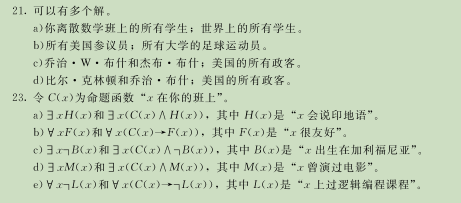 21. 可以有多个解。
a)你离散数学班上的所有学生；世界上的所有学生。
b)所有美国参议员；所有大学的足球运动员。
c)乔治·W·布什和杰布·布什；美国的所有政客。
d)比尔·克林顿和乔治·布什；美国的所有政客。
23. 令 C(x)为命题函数“x 在你的班上”。
a) ∃xH(x)和∃x(C(x)∧H(x))，其中 H(x)是“x 会说印地语”。
b) ∀xF(x)和∀x(C(x)→F(x))，其中 F(x)是“x 很友好”。
c) ∃x¬B(x)和∃x(C(x)∧¬B(x))，其中 B(x)是“x 出生在加利福尼亚”。
d) ∃xM(x)和∃x(C(x)∧M(x))，其中 M(x)是“x 曾演过电影”。
e) ∀x¬L(x)和∀x(C(x)→¬L(x))，其中 L(x)是“x 上过逻辑编程课程”。